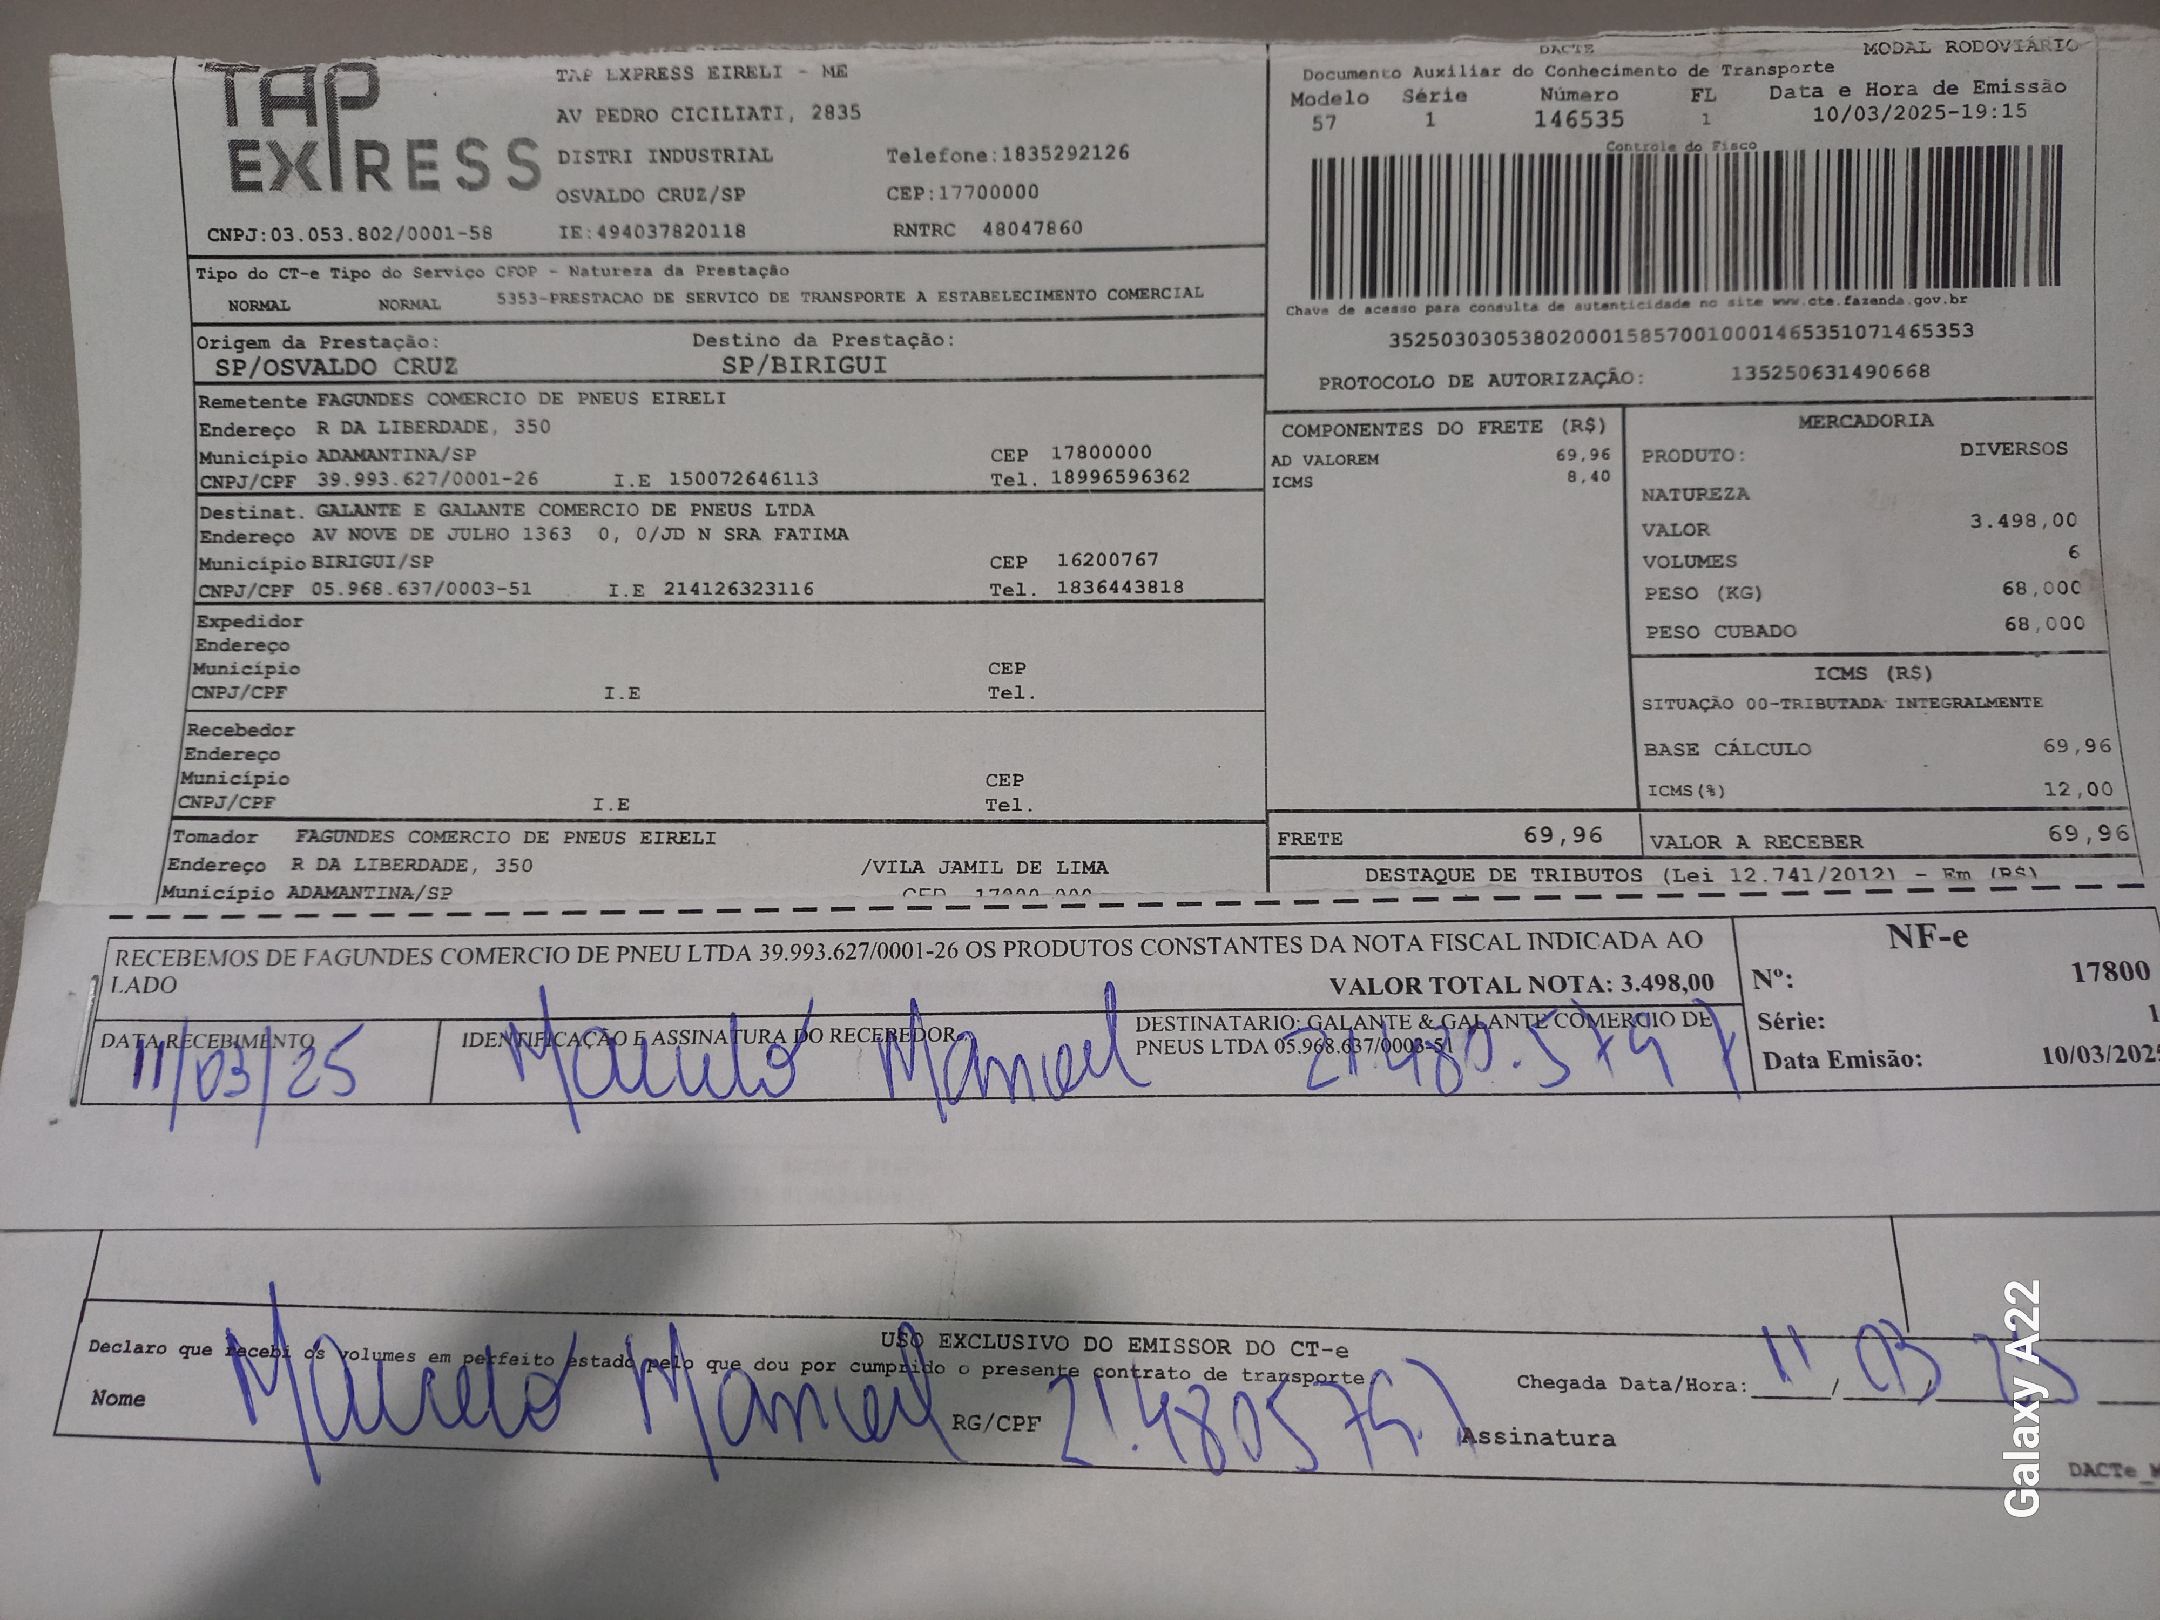 TAP EXPRESS
TAP EXPRESS EIRELI - ME
AV PEDRO CICILIATI, 2835
DISTRI INDUSTRIAL Telefone:1835292126
OSVALDO CRUZ/SP CEP:17700000
CNPJ:03.053.802/0001-58 IE:494037820118 RNTRC 48047860
DACTE MODAL RODOVIÁRIO
Documento Auxiliar do Conhecimento de Transporte
Modelo Série Número FL Data e Hora de Emissão
57 1 146535 1 10/03/2025-19:15
Controle do Fisco
Chave de acesso para consulta de autenticidade no site www.cte.fazenda.gov.br
35250303053802000158570010001465351071465353
PROTOCOLO DE AUTORIZAÇÃO: 135250631490668
Tipo do CT-e Tipo do Serviço CFOP - Natureza da Prestação
NORMAL NORMAL 5353-PRESTACAO DE SERVICO DE TRANSPORTE A ESTABELECIMENTO COMERCIAL
Origem da Prestação: Destino da Prestação:
SP/OSVALDO CRUZ SP/BIRIGUI
Remetente FAGUNDES COMERCIO DE PNEUS EIRELI
Endereço R DA LIBERDADE, 350
Município ADAMANTINA/SP CEP 17800000
CNPJ/CPF 39.993.627/0001-26 I.E 150072646113 Tel. 18996596362
Destinat. GALANTE E GALANTE COMERCIO DE PNEUS LTDA
Endereço AV NOVE DE JULHO 1363 0, 0/JD N SRA FATIMA
Município BIRIGUI/SP CEP 16200767
CNPJ/CPF 05.968.637/0003-51 I.E 214126323116 Tel. 1836443818
Expedidor
Endereço
Município CEP
CNPJ/CPF I.E Tel.
Recebedor
Endereço
Município CEP
CNPJ/CPF I.E Tel.
Tomador FAGUNDES COMERCIO DE PNEUS EIRELI
Endereço R DA LIBERDADE, 350 /VILA JAMIL DE LIMA
Município ADAMANTINA/SP
COMPONENTES DO FRETE (R$)
AD VALOREM 69,96
ICMS 8,40
FRETE 69,96
MERCADORIA
PRODUTO: DIVERSOS
NATUREZA
VALOR 3.498,00
VOLUMES 6
PESO (KG) 68,000
PESO CUBADO 68,000
ICMS (R$)
SITUAÇÃO 00-TRIBUTADA INTEGRALMENTE
BASE CÁLCULO 69,96
ICMS(%) 12,00
VALOR A RECEBER 69,96
DESTAQUE DE TRIBUTOS (Lei 12.741/2012) - Em (R$)
RECEBEMOS DE FAGUNDES COMERCIO DE PNEU LTDA 39.993.627/0001-26 OS PRODUTOS CONSTANTES DA NOTA FISCAL INDICADA AO
LADO VALOR TOTAL NOTA: 3.498,00
DATA RECEBIMENTO IDENTIFICAÇÃO E ASSINATURA DO RECEBEDOR DESTINATARIO: GALANTE & GALANTE COMERCIO DE
PNEUS LTDA 05.968.637/0003-51
11/03/25 Marcelo Manoel 21.480.579 7
NF-e
Nº: 17800
Série: 1
Data Emissão: 10/03/2025
USO EXCLUSIVO DO EMISSOR DO CT-e
Declaro que recebi os volumes em perfeito estado pelo que dou por cumprido o presente contrato de transporte
Nome Marcelo Manoel RG/CPF 21.480579. Assinatura
Chegada Data/Hora: 11 / 03 25
DACTe
Galaxy A22